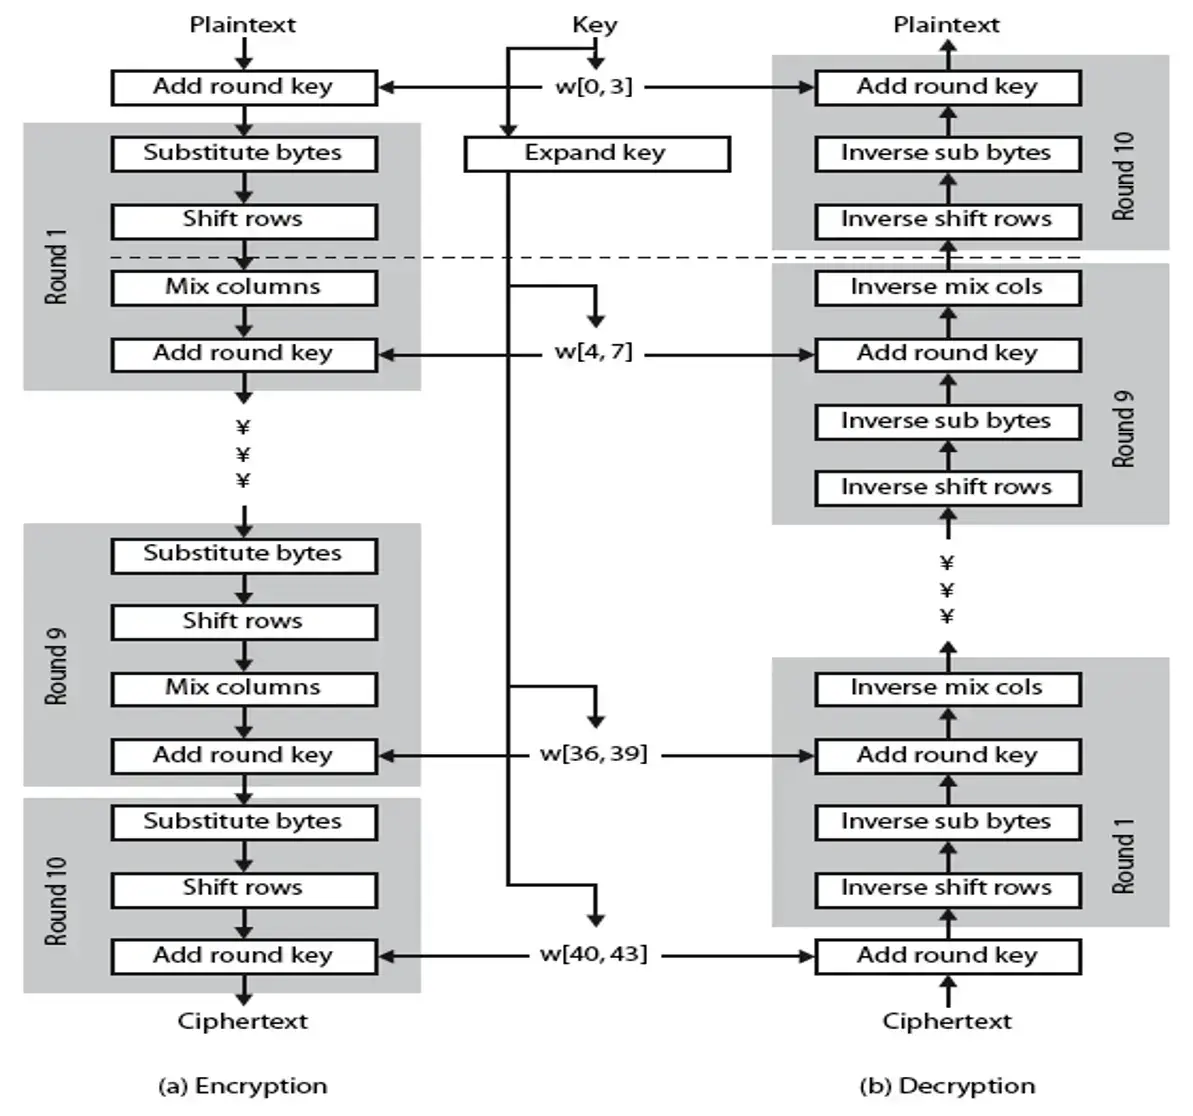 Plaintext
Key
Plaintext
Add round key
w[0, 3]
Add round key
Substitute bytes
Expand key
Inverse sub bytes
Round 10
Shift rows
Inverse shift rows
Round 1
Mix columns
Inverse mix cols
Add round key
w[4, 7]
Add round key
¥
¥
¥
Inverse sub bytes
Round 9
Inverse shift rows
Substitute bytes
¥
¥
¥
Shift rows
Round 9
Mix columns
Inverse mix cols
Add round key
w[36, 39]
Add round key
Substitute bytes
Inverse sub bytes
Round 1
Shift rows
Inverse shift rows
Round 10
Add round key
w[40, 43]
Add round key
Ciphertext
Ciphertext
(a) Encryption
(b) Decryption